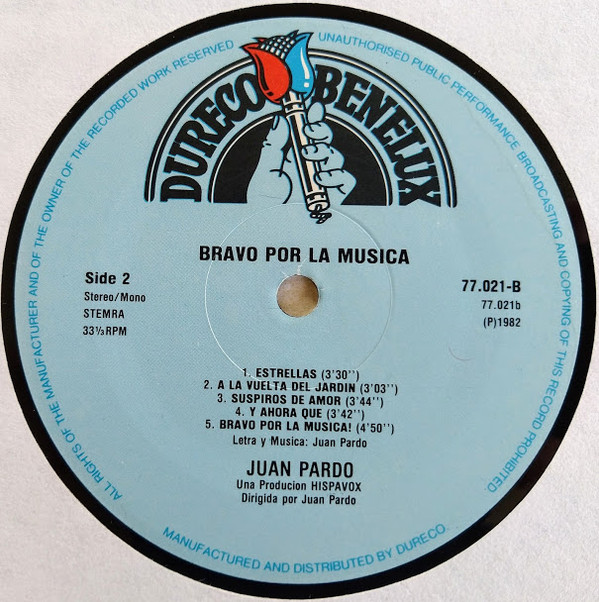 ALL RIGHTS OF THE MANUFACTURER AND OF THE OWNER OF THE RECORDED WORK RESERVED
UNAUTHORISED PUBLIC PERFORMANCE BROADCASTING AND COPYING OF THIS RECORD PROHIBITED.
DURECO BENELUX
BRAVO POR LA MUSICA
Side 2
Stereo/Mono
STEMRA
33⅓RPM
77.021-B
77.021b
(P)1982
1. ESTRELLAS (3'30'')
2. A LA VUELTA DEL JARDIN (3'03'')
3. SUSPIROS DE AMOR (3'44'')
4. Y AHORA QUE (3'42'')
5. BRAVO POR LA MUSICA! (4'50'')
Letra y Musica: Juan Pardo
JUAN PARDO
Una Producion HISPAVOX
Dirigida por Juan Pardo
MANUFACTURED AND DISTRIBUTED BY DURECO.